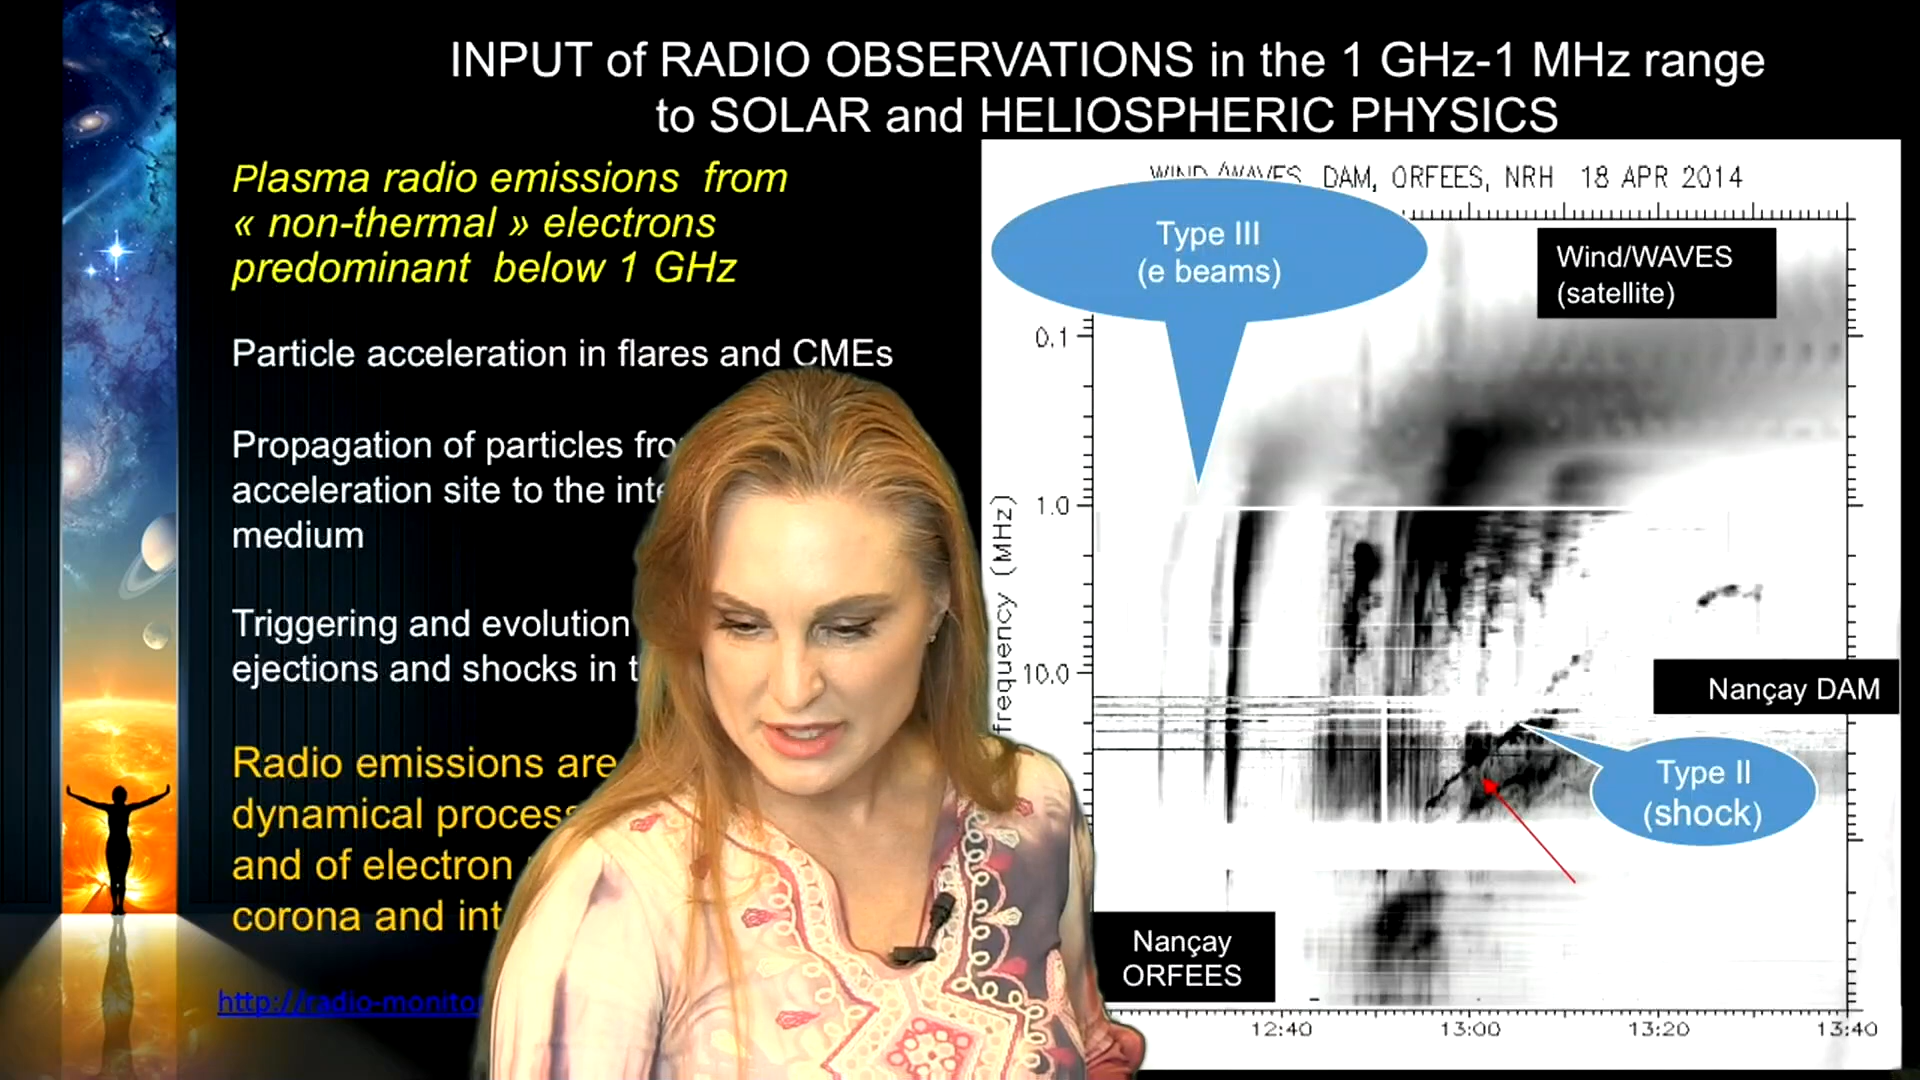 INPUT of RADIO OBSERVATIONS in the 1 GHz-1 MHz range
to SOLAR and HELIOSPHERIC PHYSICS
Plasma radio emissions from
« non-thermal » electrons
predominant below 1 GHz
Particle acceleration in flares and CMEs
Propagation of particles
acceleration site to the
medium
Triggering and evolution
ejections and shocks in
Radio emissions are
dynamical
and of electron
corona and
WIND/WAVES, DAM, ORFEES, NRH 18 APR 2014
Type III
(e beams)
Wind/WAVES
(satellite)
0.1
1.0
10.0
frequency (MHz)
Nançay DAM
Type II
(shock)
Nançay
ORFEES
12:40 13:00 13:20 13:40